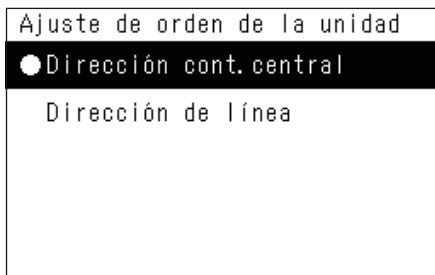 Ajuste de orden de la unidad
●Dirección cont.central
Dirección de línea